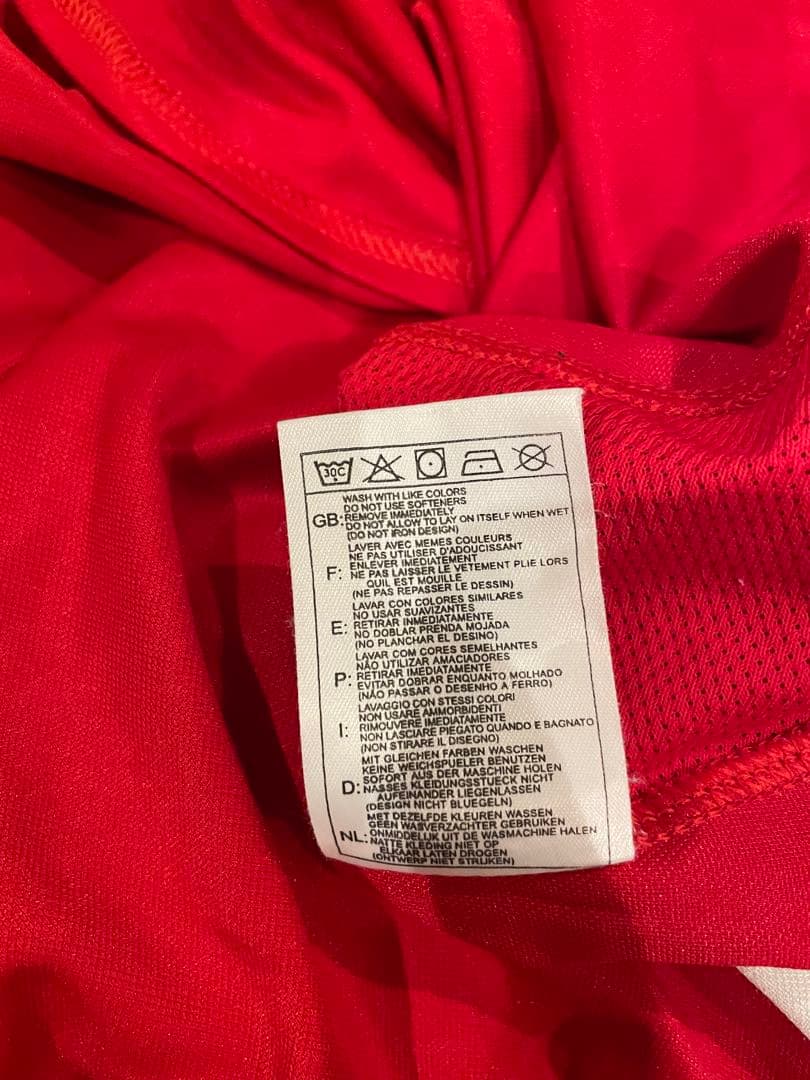 30C
GB: WASH WITH LIKE COLORS
DO NOT USE SOFTENERS
REMOVE IMMEDIATELY
DO NOT ALLOW TO LAY ON ITSELF WHEN WET
(DO NOT IRON DESIGN)
F: LAVER AVEC MEMES COULEURS
NE PAS UTILISER D'ADOUCISSANT
ENLEVER IMEDIATEMENT
NE PAS LAISSER LE VETEMENT PLIE LORS
QUIL EST MOUILLE
(NE PAS REPASSER LE DESSIN)
E: LAVAR CON COLORES SIMILARES
NO USAR SUAVIZANTES
RETIRAR INMEDIATAMENTE
NO DOBLAR PRENDA MOJADA
(NO PLANCHAR EL DESINO)
P: LAVAR COM CORES SEMELHANTES
NÃO UTILIZAR AMACIADORES
RETIRAR IMEDIATAMENTE
EVITAR DOBRAR ENQUANTO MOLHADO
(NÃO PASSAR O DESENHO A FERRO)
I: LAVAGGIO CON STESSI COLORI
NON USARE AMMORBIDENTI
RIMOUVERE IMEDIATAMENTE
NON LASCIARE PIEGATO QUANDO E BAGNATO
(NON STIRARE IL DISEGNO)
D: MIT GLEICHEN FARBEN WASCHEN
KEINE WEICHSPUELER BENUTZEN
SOFORT AUS DER MASCHINE HOLEN
NASSES KLEIDUNGSSTUECK NICHT
AUFEINANDER LIEGENLASSEN
(DESIGN NICHT BLUEGELN)
NL: MET DEZELFDE KLEUREN WASSEN
GEEN WASVERZACHTER GEBRUIKEN
ONMIDDELIJK UIT DE WASMACHINE HALEN
NATTE KLEDING NIET OP
ELKAAR LATEN DROGEN
(ONTWERP NIET STRIJKEN)